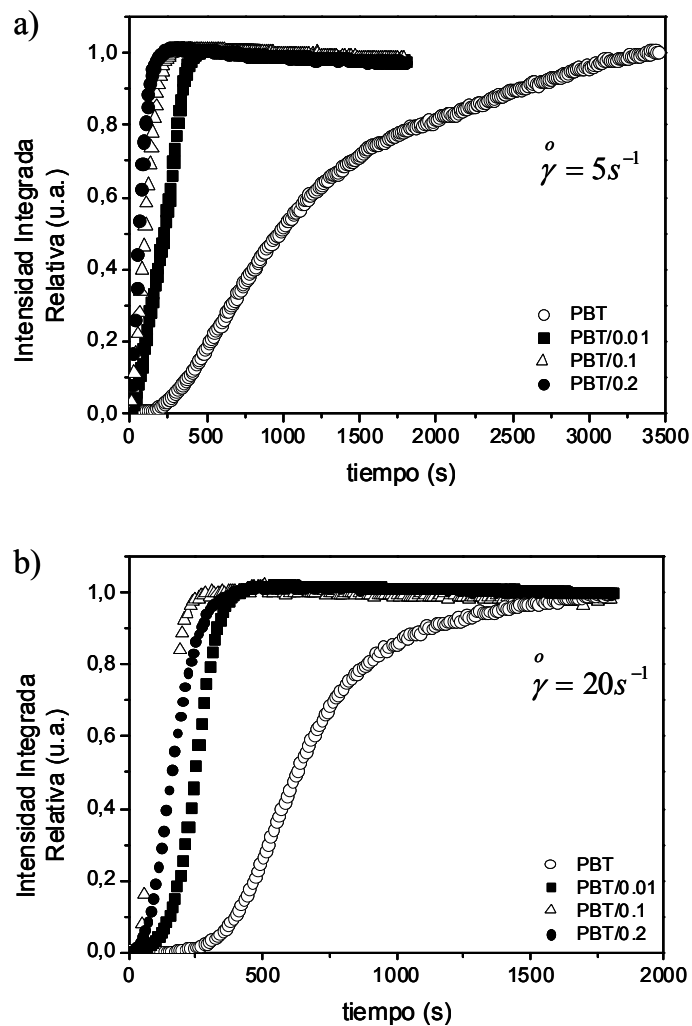 a)
Intensidad Integrada
Relativa (u.a.)
1,0
0,8
0,6
0,4
0,2
0,0
γ̊ = 5s⁻¹
PBT
PBT/0.01
PBT/0.1
PBT/0.2
0 500 1000 1500 2000 2500 3000 3500
tiempo (s)
b)
Intensidad Integrada
Relativa (u.a.)
1,0
0,8
0,6
0,4
0,2
0,0
γ̊ = 20s⁻¹
PBT
PBT/0.01
PBT/0.1
PBT/0.2
0 500 1000 1500 2000
tiempo (s)